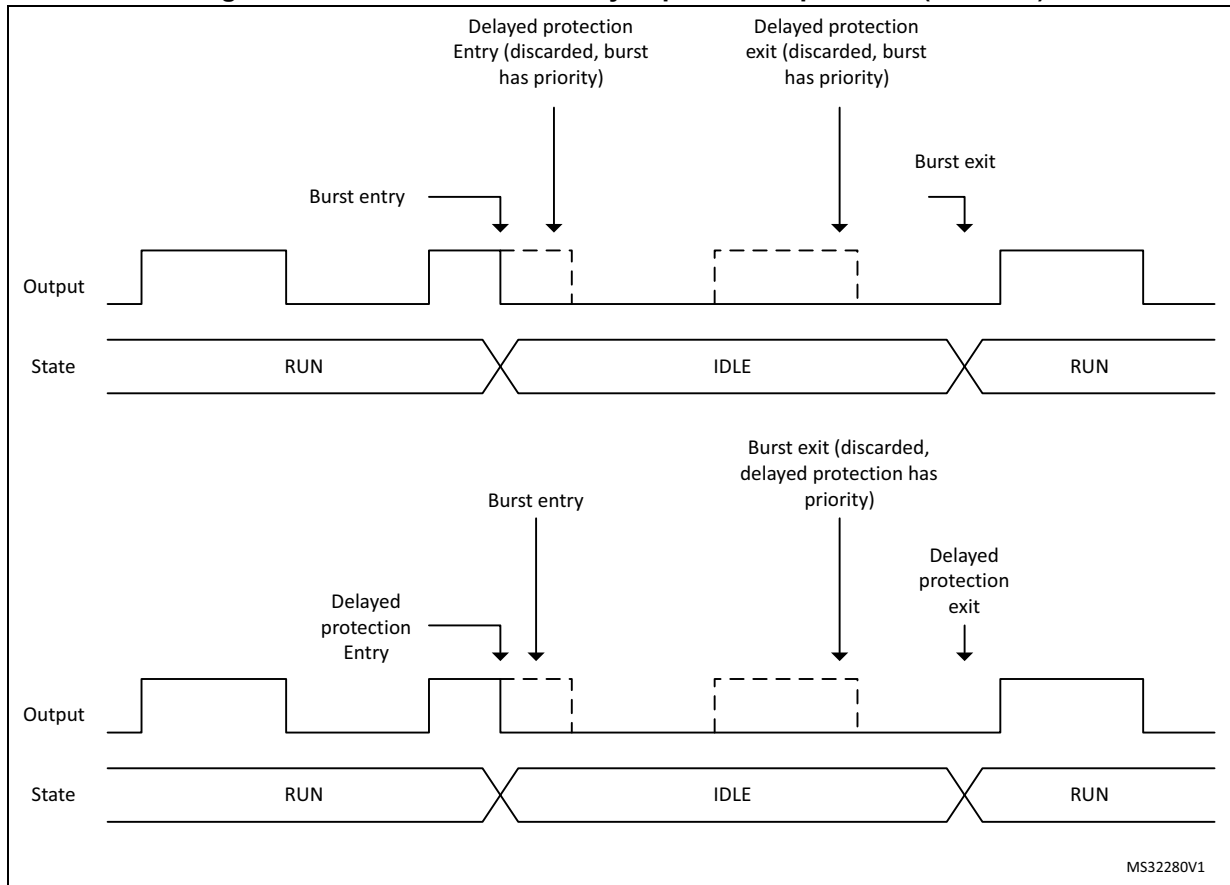 Delayed protection
Entry (discarded, burst
has priority)
Delayed protection
exit (discarded, burst
has priority)
Burst exit
Burst entry
Output
State
RUN
IDLE
RUN
Burst exit (discarded,
delayed protection has
priority)
Burst entry
Delayed
protection
exit
Delayed
protection
Entry
Output
State
RUN
IDLE
RUN
MS32280V1